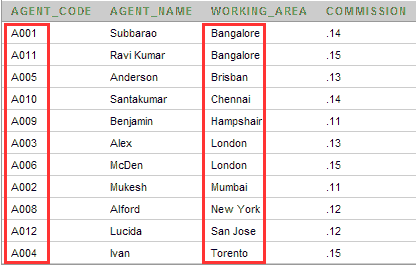 AGENT_CODE AGENT_NAME WORKING_AREA COMMISSION
A001 Subbarao Bangalore .14
A011 Ravi Kumar Bangalore .15
A005 Anderson Brisban .13
A010 Santakumar Chennai .14
A009 Benjamin Hampshair .11
A003 Alex London .13
A006 McDen London .15
A002 Mukesh Mumbai .11
A008 Alford New York .12
A012 Lucida San Jose .12
A004 Ivan Torento .15